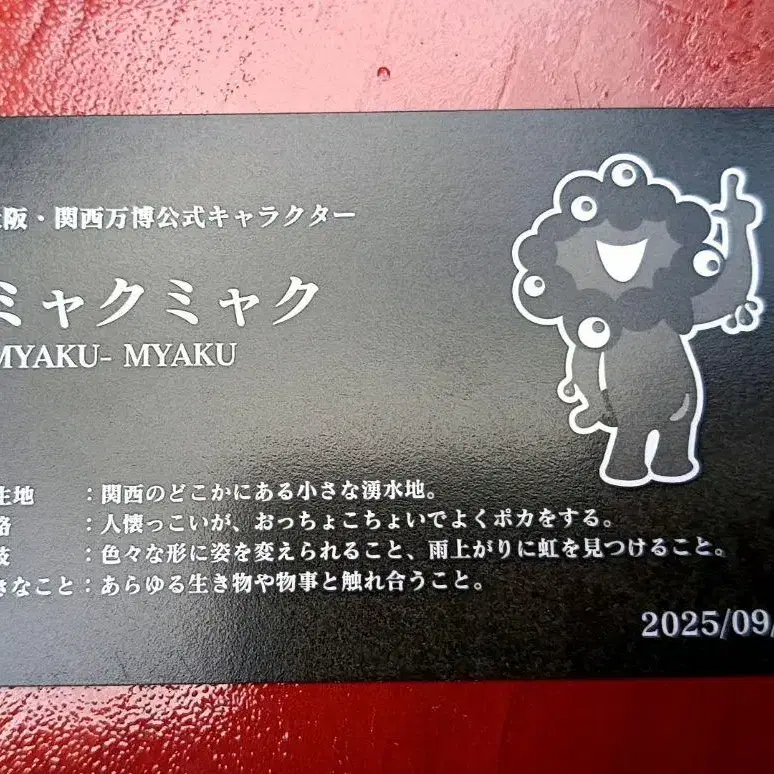 阪・関西万博公式キャラクター
ミャクミャク
MYAKU- MYAKU
生地 :関西のどこかにある小さな湧水地。
格 :人懐っこいが、おっちょこちょいでよくポカをする。
技 :色々な形に姿を変えられること、雨上がりに虹を見つけること。
きなこと:あらゆる生き物や物事と触れ合うこと。
2025/09/